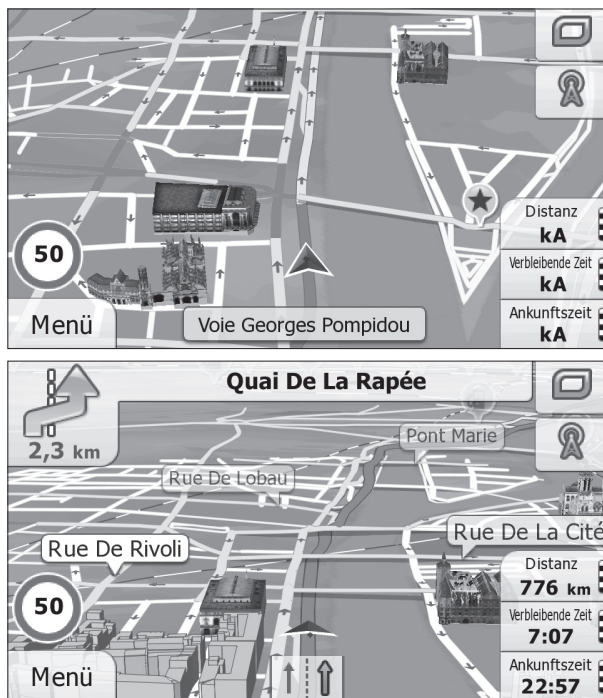 50
Menü
Voie Georges Pompidou
Distanz
kA
Verbleibende Zeit
kA
Ankunftszeit
kA
Quai De La Rapée
2,3 km
Pont Marie
Rue De Lobau
Rue De Rivoli
Rue De La Cité
50
Menü
Distanz
776 km
Verbleibende Zeit
7:07
Ankunftszeit
22:57